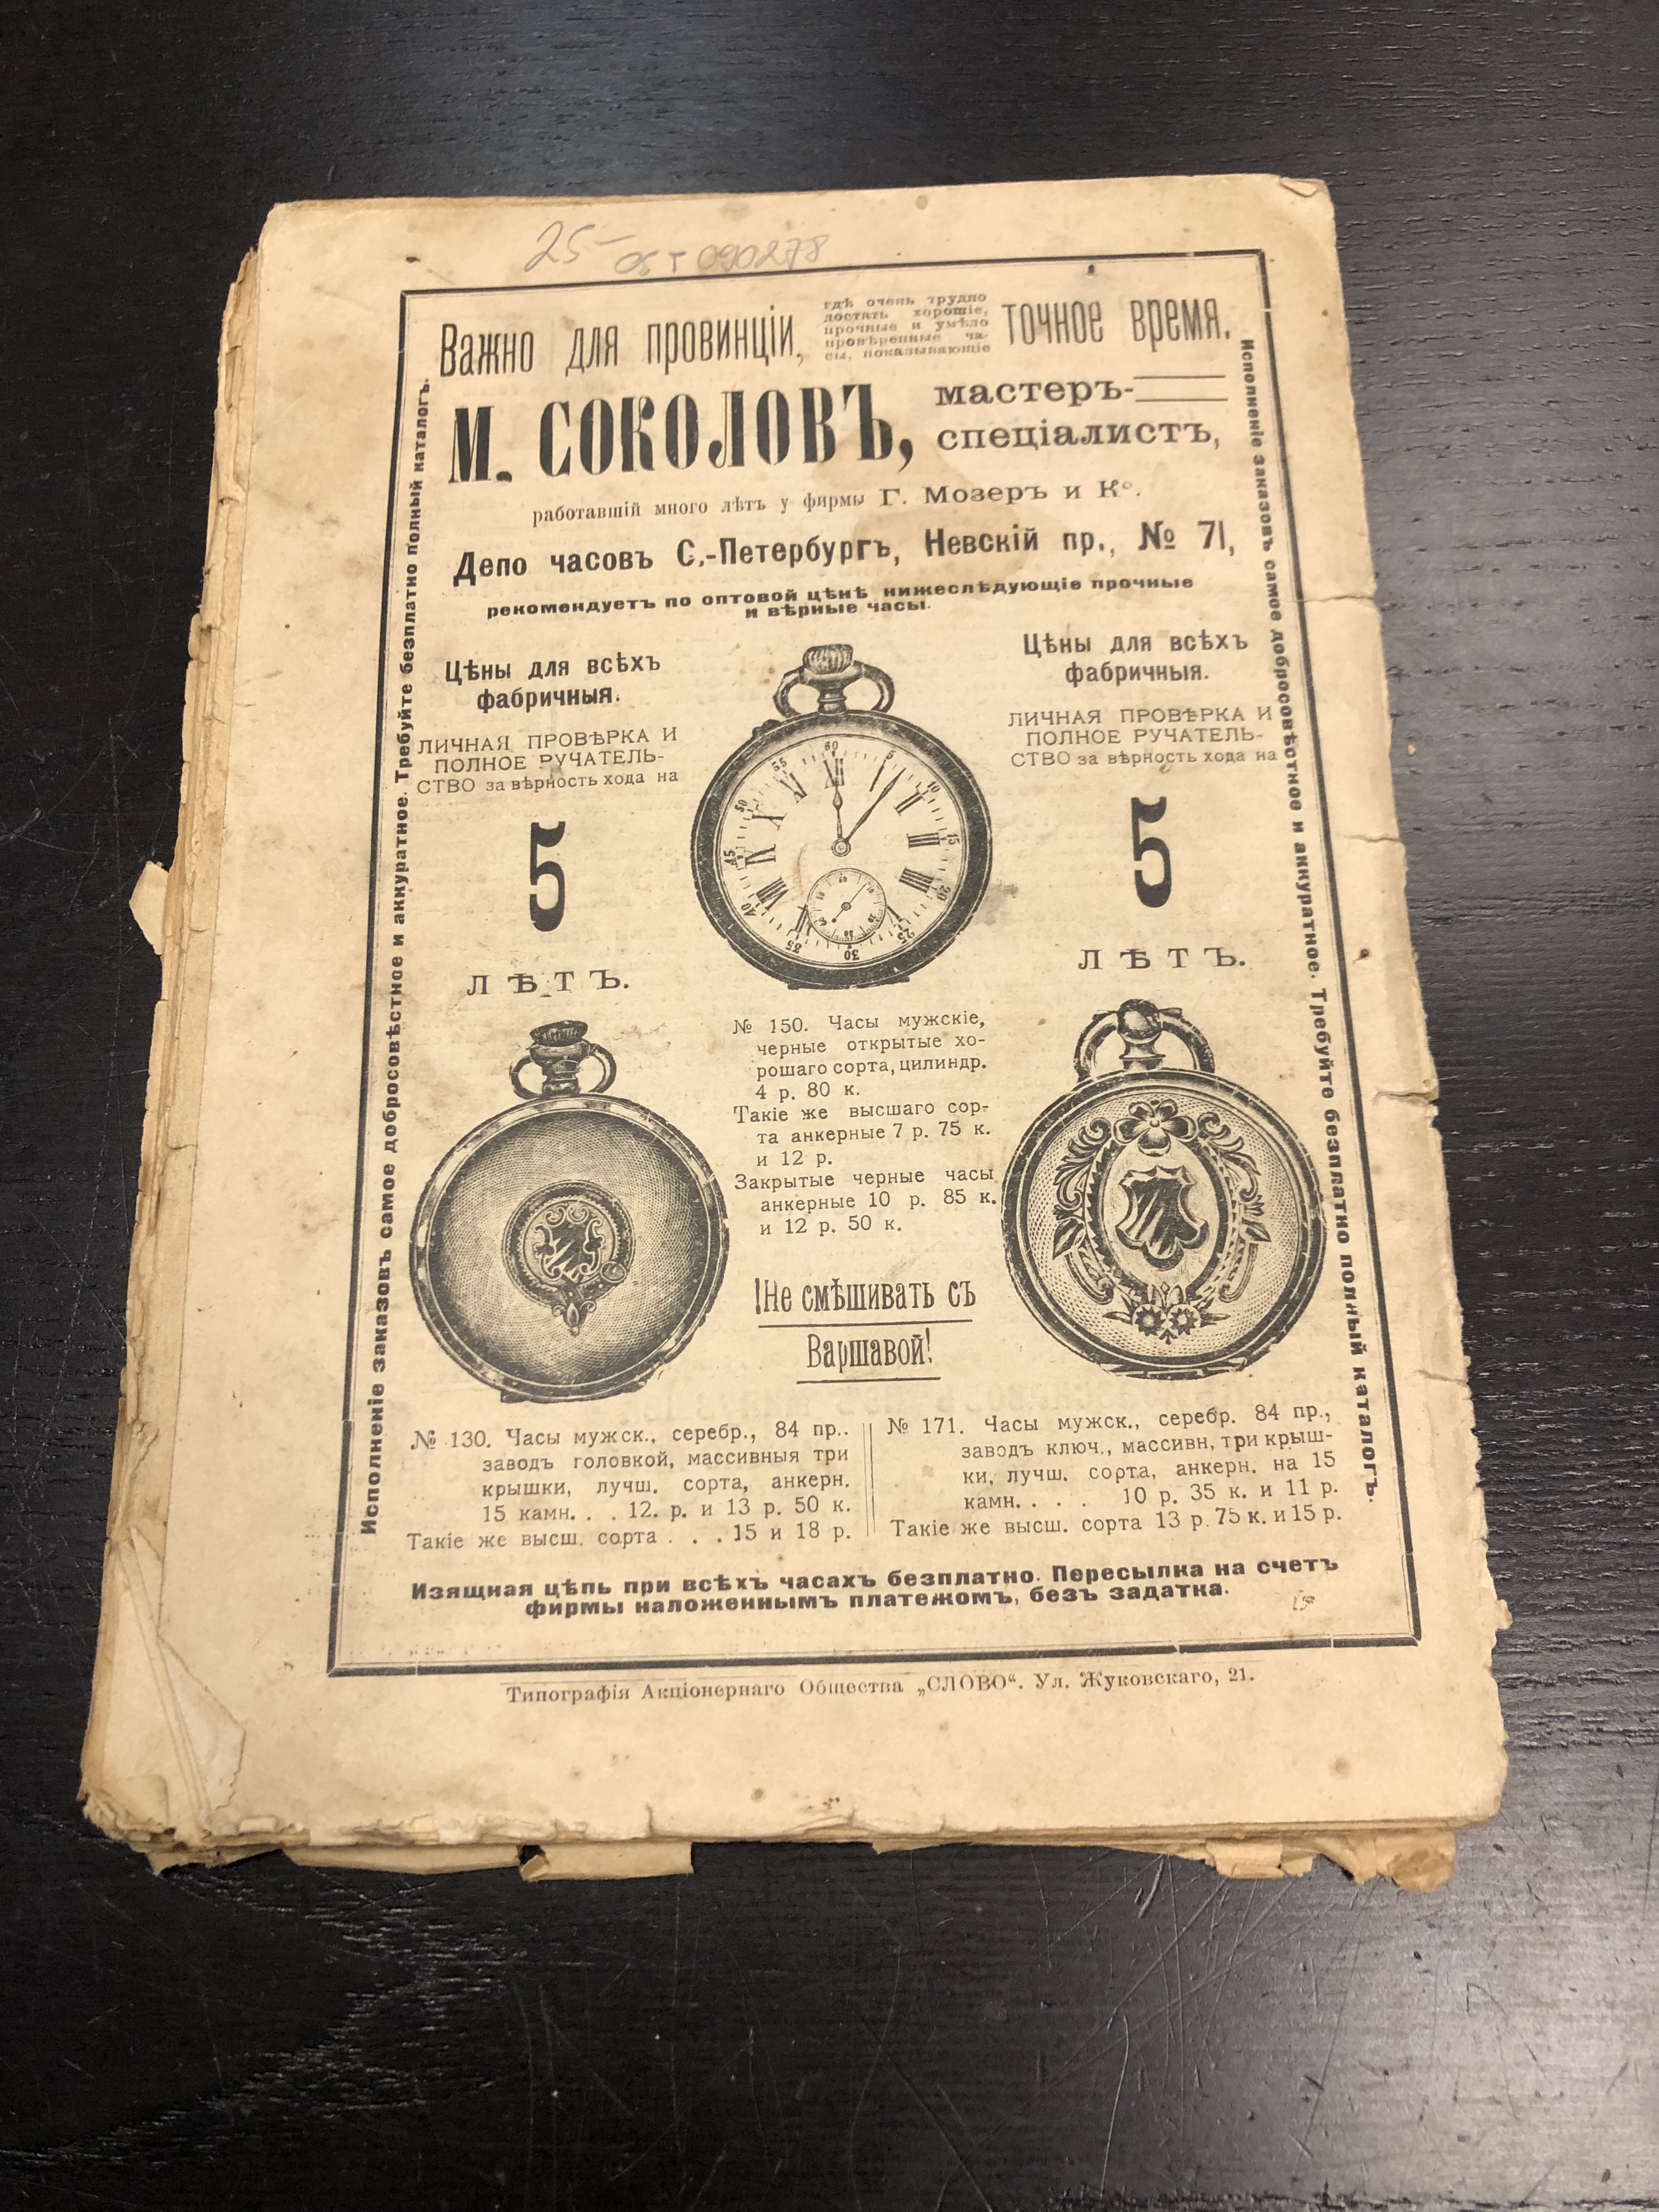 25-
05 т 090278
Важно для провинціи,
гдѣ очень трудно
достать хорошіе,
прочные и умѣло
провѣренные ча-
сы, показывающіе
точное время.
М. СОКОЛОВЪ,
мастеръ-
спеціалистъ,
работавшій много лѣтъ у фирмы Г. Мозеръ и К°.
Депо часовъ С.-Петербургъ, Невскій пр., № 71,
рекомендуетъ по оптовой цѣнѣ нижеслѣдующіе прочные
и вѣрные часы.
Цѣны для всѣхъ
фабричныя.
ЛИЧНАЯ ПРОВѢРКА И
ПОЛНОЕ РУЧАТЕЛЬ-
СТВО за вѣрность хода на
5
ЛѢТЪ.
Цѣны для всѣхъ
фабричныя.
ЛИЧНАЯ ПРОВѢРКА И
ПОЛНОЕ РУЧАТЕЛЬ-
СТВО за вѣрность хода на
5
ЛѢТЪ.
№ 150. Часы мужскіе,
черные открытые хо-
рошаго сорта, цилиндр.
4 р. 80 к.
Такіе же высшаго сор-
та анкерные 7 р. 75 к.
и 12 р.
Закрытые черные часы
анкерные 10 р. 85 к.
и 12 р. 50 к.
!Не смѣшивать съ
Варшавой!
№ 130. Часы мужск., серебр., 84 пр..
заводъ головкой, массивныя три
крышки, лучш. сорта, анкерн.
15 камн. . . 12. р. и 13 р. 50 к.
Такіе же высш. сорта . . . 15 и 18 р.
№ 171. Часы мужск., серебр. 84 пр.,
заводъ ключ., массивн, три крыш-
ки, лучш. сорта, анкерн. на 15
камн. . . . 10 р. 35 к. и 11 р.
Такіе же высш. сорта 13 р. 75 к. и 15 р.
Изящная цѣпь при всѣхъ часахъ безплатно. Пересылка на счетъ
фирмы наложеннымъ платежомъ, безъ задатка.
Исполненіе заказовъ самое добросовѣстное и аккуратное. Требуйте безплатно полный каталогъ.
Исполненіе заказовъ самое добросовѣстное и аккуратное. Требуйте безплатно полный каталогъ.
Типографія Акціонернаго Общества „СЛОВО“. Ул. Жуковскаго, 21.